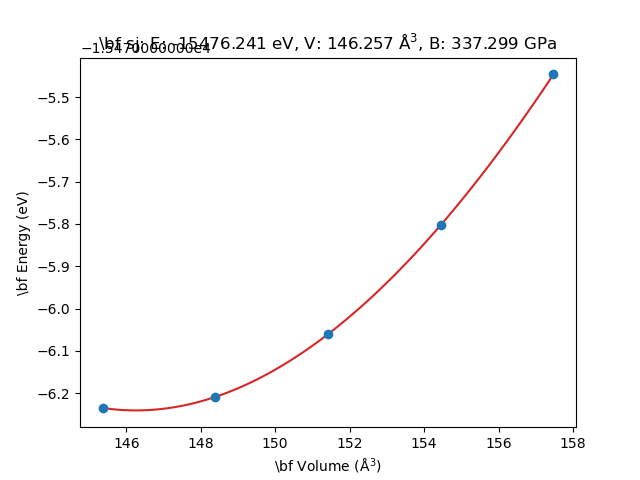 \bf sj: E: -15476.241 eV, V: 146.257 Å³, B: 337.299 GPa
−1.5470000000e4
−5.5
−5.6
−5.7
−5.8
−5.9
−6.0
−6.1
−6.2
\bf Energy (eV)
146 148 150 152 154 156 158
\bf Volume (Å³)